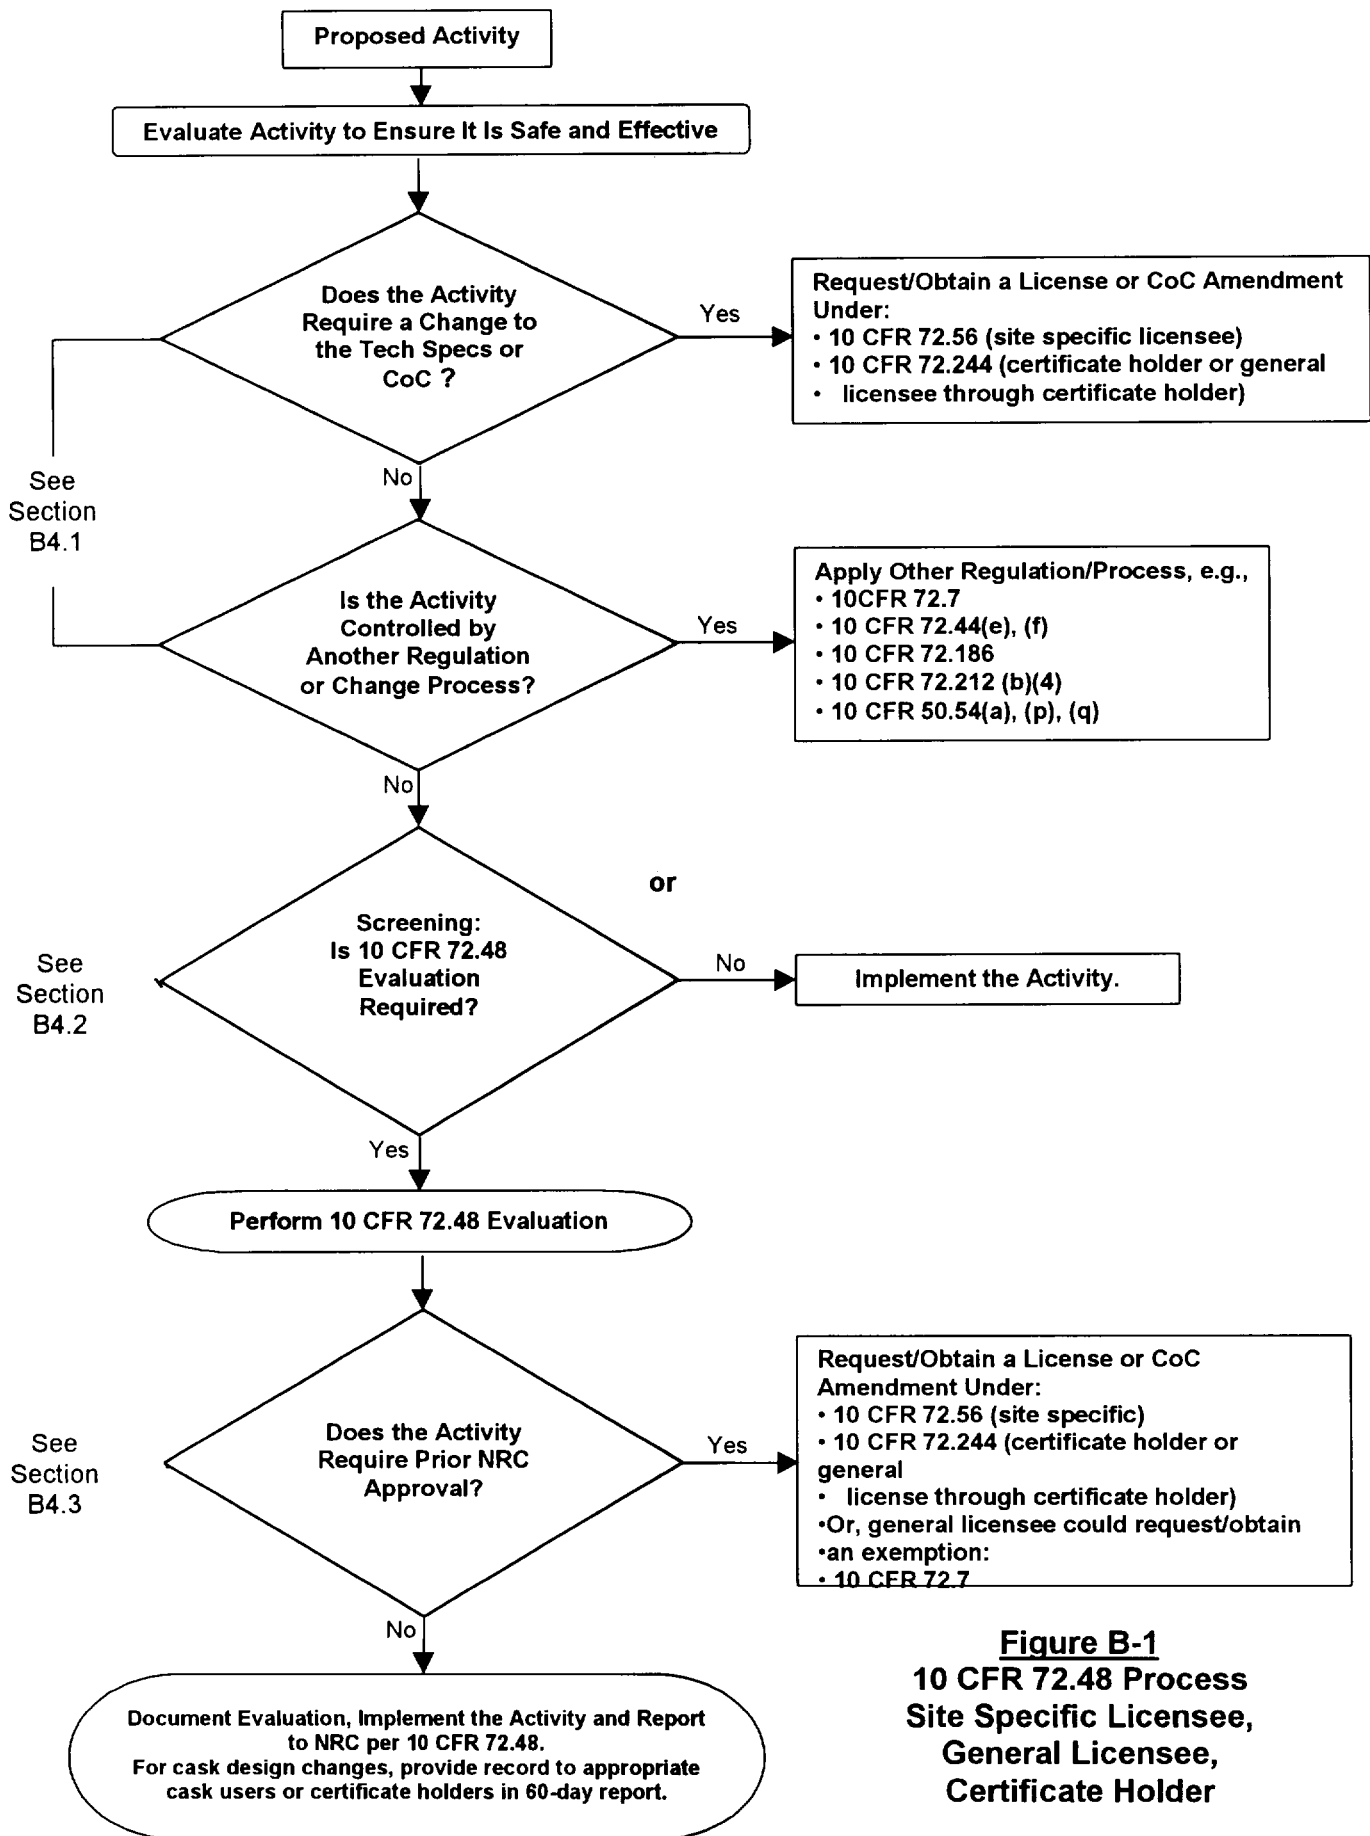 Proposed Activity
Evaluate Activity to Ensure It Is Safe and Effective
Does the Activity
Require a Change to
the Tech Specs or
CoC ?
Yes
Request/Obtain a License or CoC Amendment
Under:
• 10 CFR 72.56 (site specific licensee)
• 10 CFR 72.244 (certificate holder or general
• licensee through certificate holder)
No
See
Section
B4.1
Is the Activity
Controlled by
Another Regulation
or Change Process?
Yes
Apply Other Regulation/Process, e.g.,
• 10CFR 72.7
• 10 CFR 72.44(e), (f)
• 10 CFR 72.186
• 10 CFR 72.212 (b)(4)
• 10 CFR 50.54(a), (p), (q)
No
or
Screening:
Is 10 CFR 72.48
Evaluation
Required?
See
Section
B4.2
No
Implement the Activity.
Yes
Perform 10 CFR 72.48 Evaluation
Does the Activity
Require Prior NRC
Approval?
See
Section
B4.3
Yes
Request/Obtain a License or CoC
Amendment Under:
• 10 CFR 72.56 (site specific)
• 10 CFR 72.244 (certificate holder or
general
• license through certificate holder)
•Or, general licensee could request/obtain
•an exemption:
• 10 CFR 72.7
No
Document Evaluation, Implement the Activity and Report
to NRC per 10 CFR 72.48.
For cask design changes, provide record to appropriate
cask users or certificate holders in 60-day report.
Figure B-1
10 CFR 72.48 Process
Site Specific Licensee,
General Licensee,
Certificate Holder